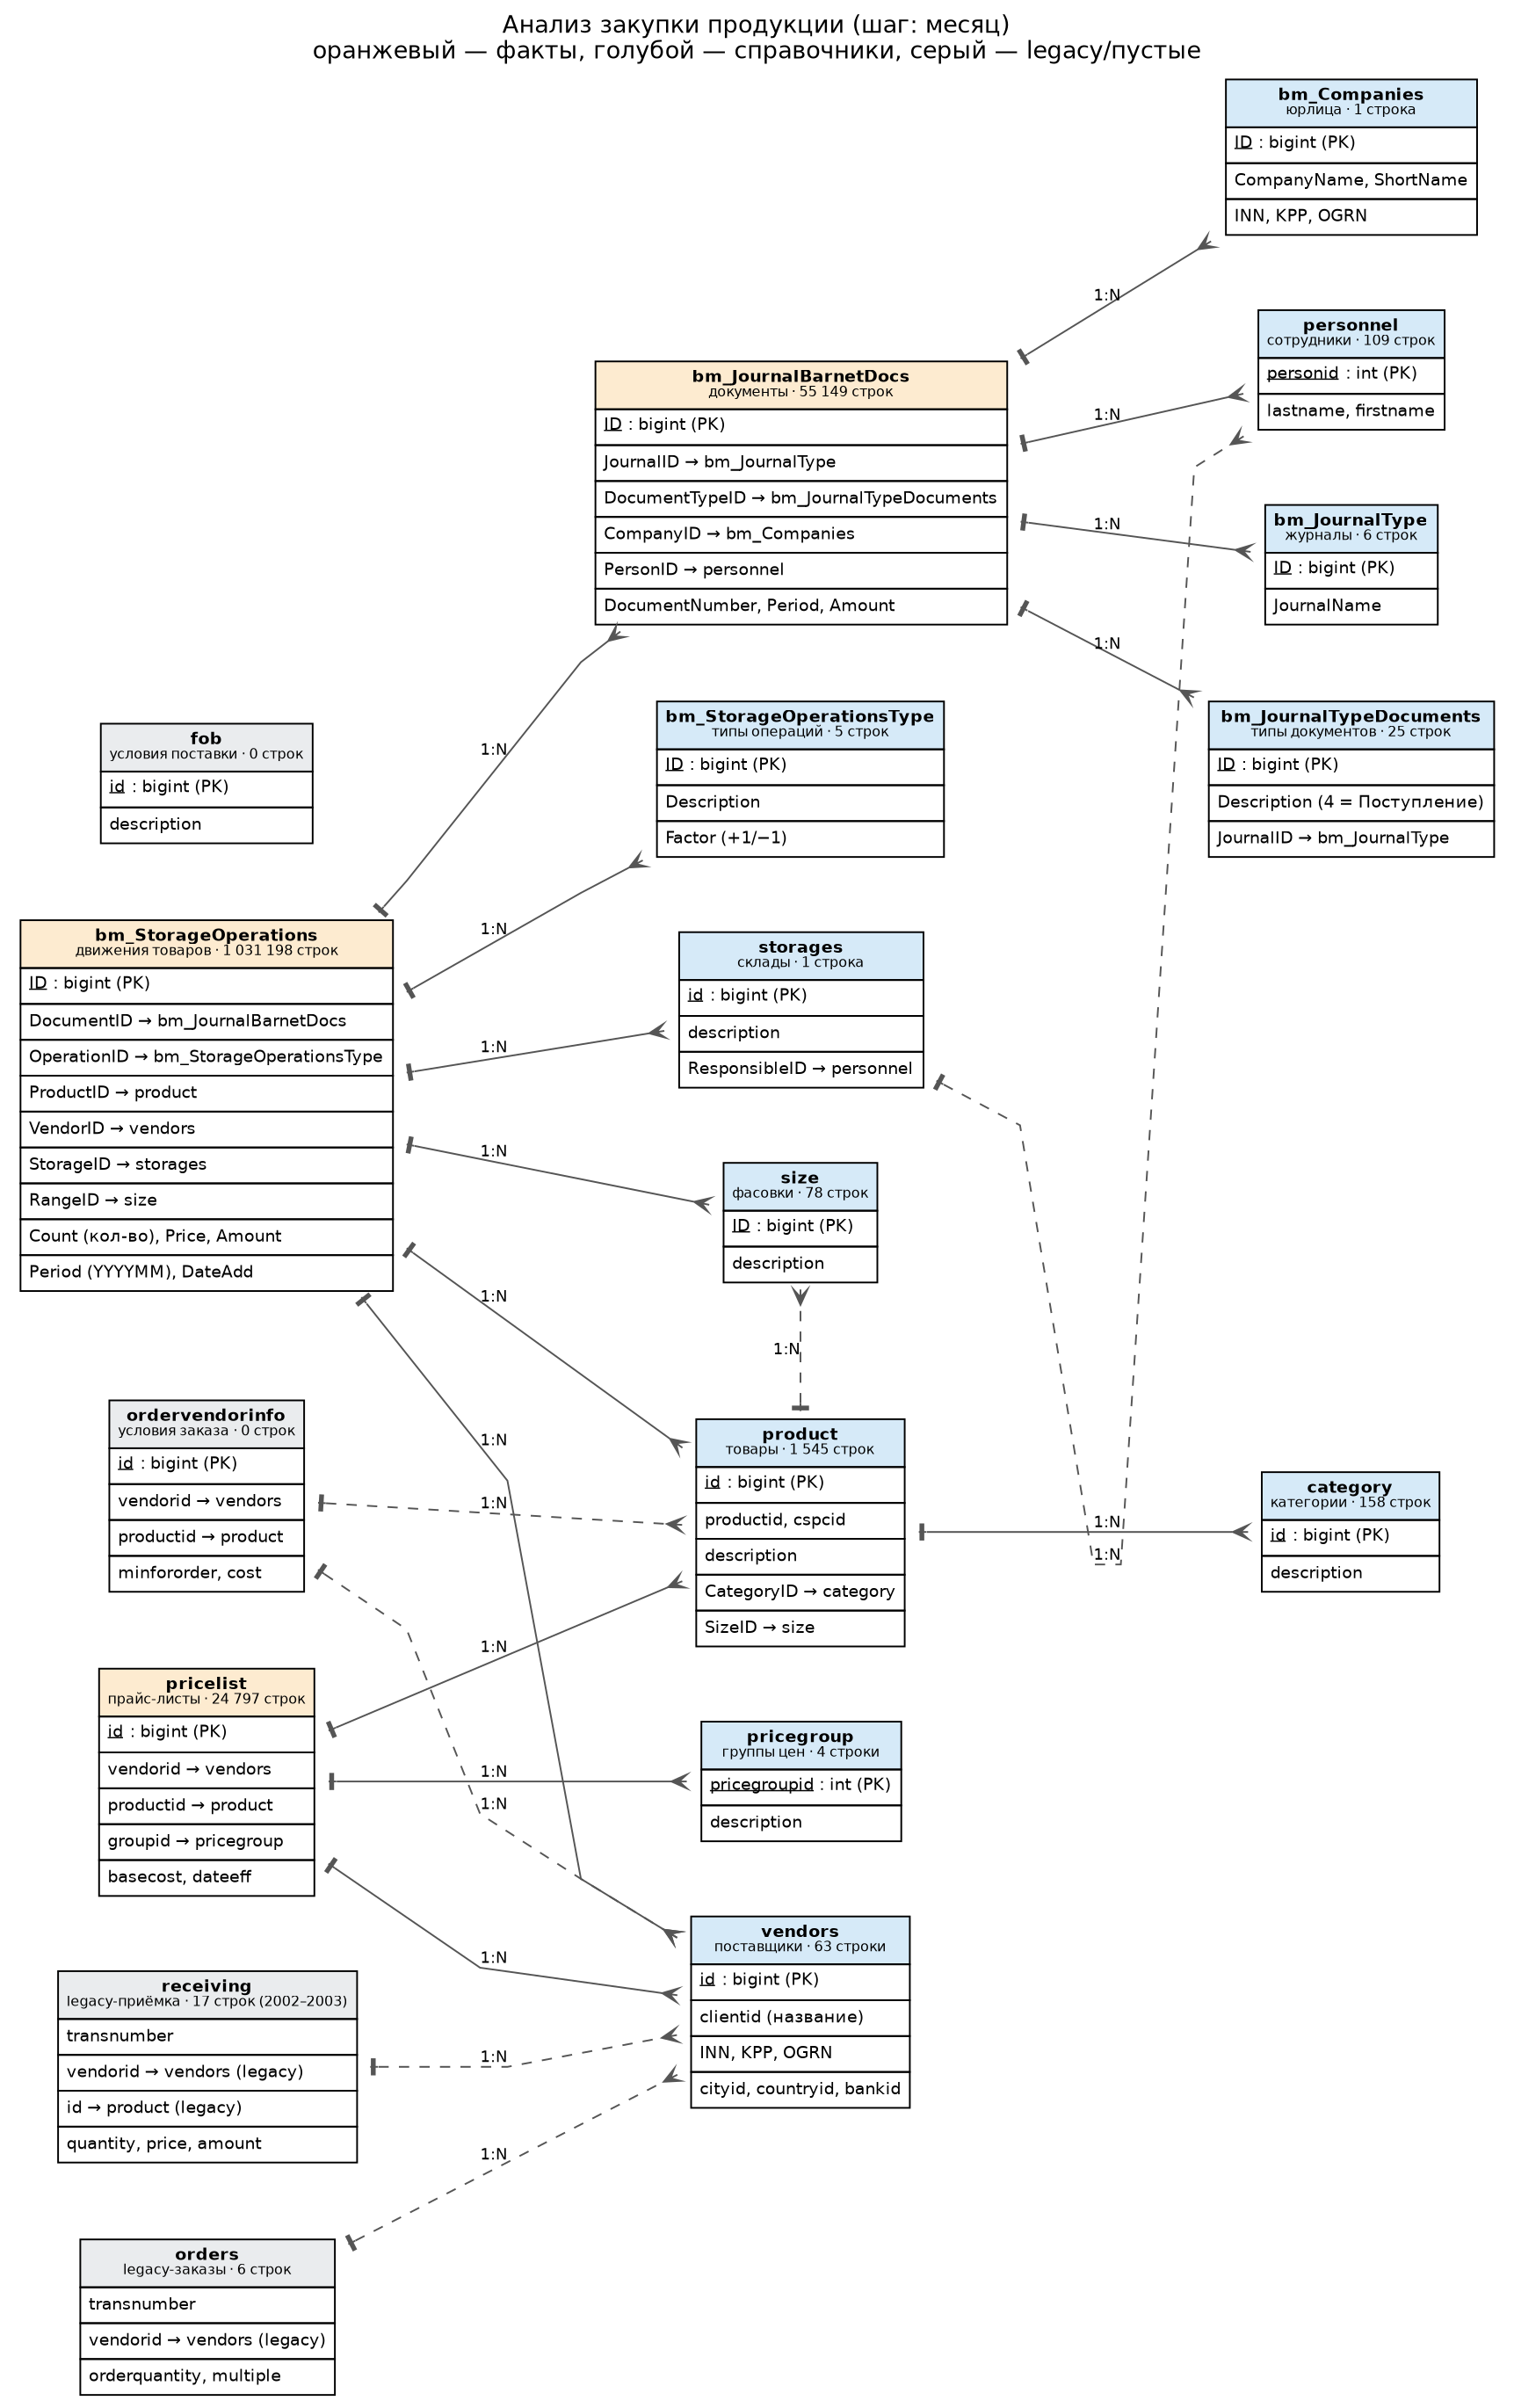 Анализ закупки продукции (шаг: месяц)
оранжевый — факты, голубой — справочники, серый — legacy/пустые
bm_Companies
юрлица · 1 строка
ID : bigint (PK)
CompanyName, ShortName
INN, KPP, OGRN
1:N
personnel
сотрудники · 109 строк
personid : int (PK)
lastname, firstname
1:N
bm_JournalBarnetDocs
документы · 55 149 строк
ID : bigint (PK)
JournalID → bm_JournalType
DocumentTypeID → bm_JournalTypeDocuments
CompanyID → bm_Companies
PersonID → personnel
DocumentNumber, Period, Amount
1:N
bm_JournalType
журналы · 6 строк
ID : bigint (PK)
JournalName
1:N
bm_JournalTypeDocuments
типы документов · 25 строк
ID : bigint (PK)
Description (4 = Поступление)
JournalID → bm_JournalType
fob
условия поставки · 0 строк
id : bigint (PK)
description
1:N
bm_StorageOperationsType
типы операций · 5 строк
ID : bigint (PK)
Description
Factor (+1/−1)
bm_StorageOperations
движения товаров · 1 031 198 строк
ID : bigint (PK)
DocumentID → bm_JournalBarnetDocs
OperationID → bm_StorageOperationsType
ProductID → product
VendorID → vendors
StorageID → storages
RangeID → size
Count (кол-во), Price, Amount
Period (YYYYMM), DateAdd
1:N
1:N
1:N
1:N
1:N
storages
склады · 1 строка
id : bigint (PK)
description
ResponsibleID → personnel
size
фасовки · 78 строк
ID : bigint (PK)
description
1:N
ordervendorinfo
условия заказа · 0 строк
id : bigint (PK)
vendorid → vendors
productid → product
minfororder, cost
1:N
product
товары · 1 545 строк
id : bigint (PK)
productid, cspcid
description
CategoryID → category
SizeID → size
1:N
1:N
category
категории · 158 строк
id : bigint (PK)
description
1:N
pricelist
прайс-листы · 24 797 строк
id : bigint (PK)
vendorid → vendors
productid → product
groupid → pricegroup
basecost, dateeff
1:N
1:N
1:N
pricegroup
группы цен · 4 строки
pricegroupid : int (PK)
description
vendors
поставщики · 63 строки
id : bigint (PK)
clientid (название)
INN, KPP, OGRN
cityid, countryid, bankid
receiving
legacy-приёмка · 17 строк (2002–2003)
transnumber
vendorid → vendors (legacy)
id → product (legacy)
quantity, price, amount
1:N
1:N
orders
legacy-заказы · 6 строк
transnumber
vendorid → vendors (legacy)
orderquantity, multiple